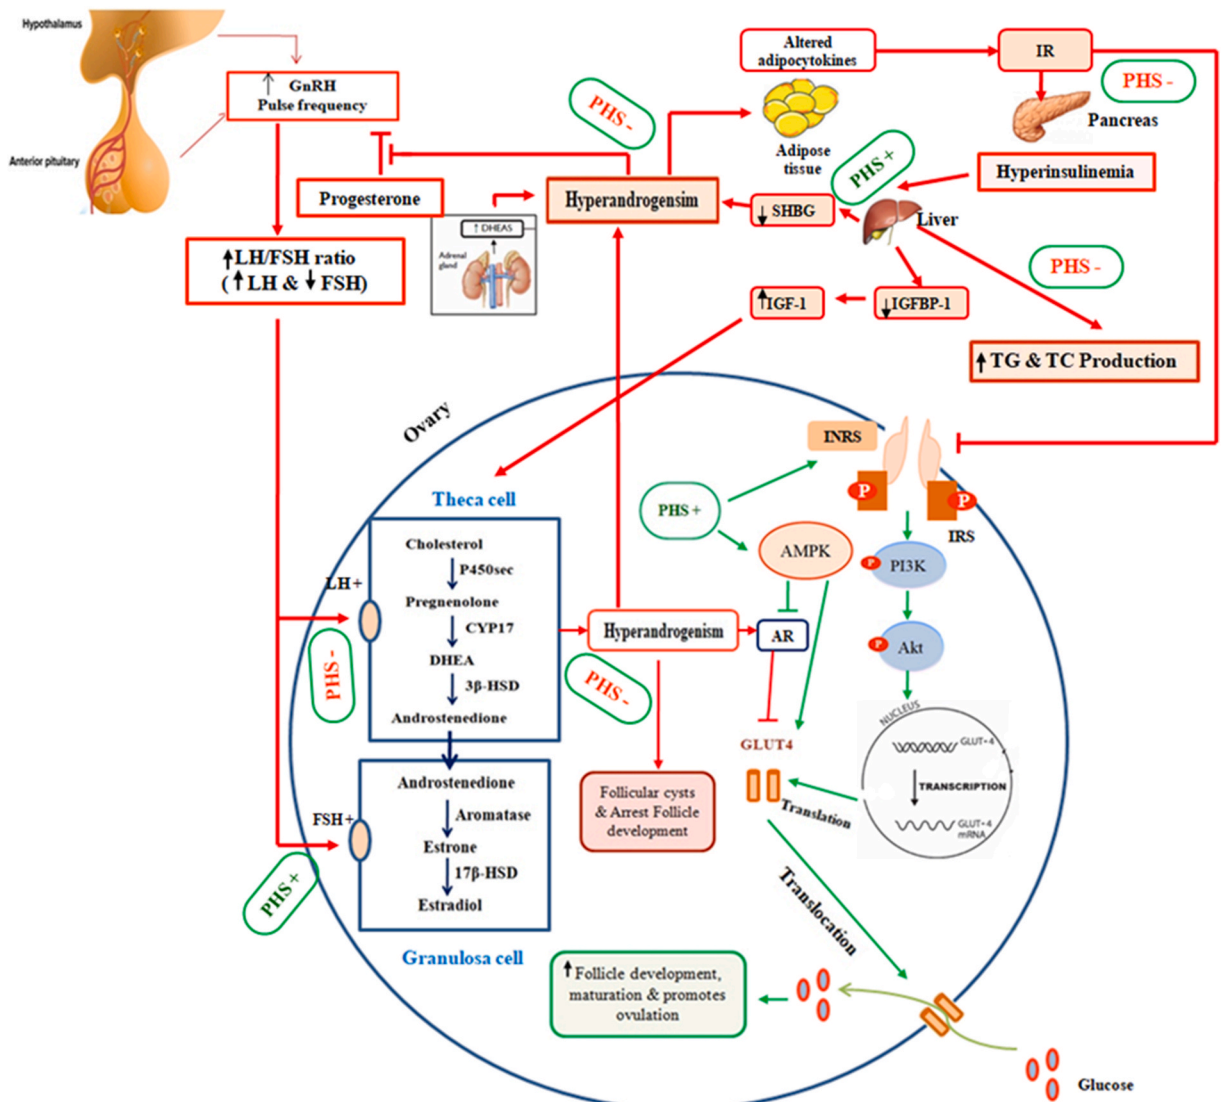 Hypothalamus
Anterior pituitary
↑ GnRH
Pulse frequency
Progesterone
↑LH/FSH ratio
(↑LH & ↓FSH)
↑ DHEAS
Adrenal
gland
PHS -
Hyperandrogensim
Altered
adipocytokines
Adipose
tissue
IR
PHS -
Pancreas
Hyperinsulinemia
PHS +
↓ SHBG
Liver
PHS -
↑IGF-1
↓IGFBP-1
↑ TG & TC Production
Ovary
Theca cell
LH+
PHS -
Cholesterol
P450sec
Pregnenolone
CYP17
DHEA
3β-HSD
Androstenedione
FSH+
PHS +
Androstenedione
Aromatase
Estrone
17β-HSD
Estradiol
Granulosa cell
Hyperandrogenism
PHS -
Follicular cysts
& Arrest Follicle
development
INRS
PHS +
AMPK
AR
GLUT4
P
P
IRS
P
PI3K
P
Akt
NUCLEUS
GLUT-4
TRANSCRIPTION
GLUT-4
mRNA
Translation
Translocation
↑Follicle development,
maturation & promotes
ovulation
Glucose